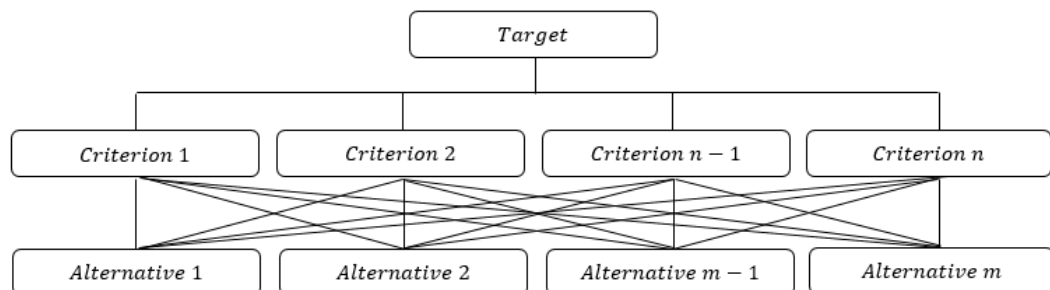 Target
Criterion 1
Criterion 2
Criterion n − 1
Criterion n
Alternative 1
Alternative 2
Alternative m − 1
Alternative m